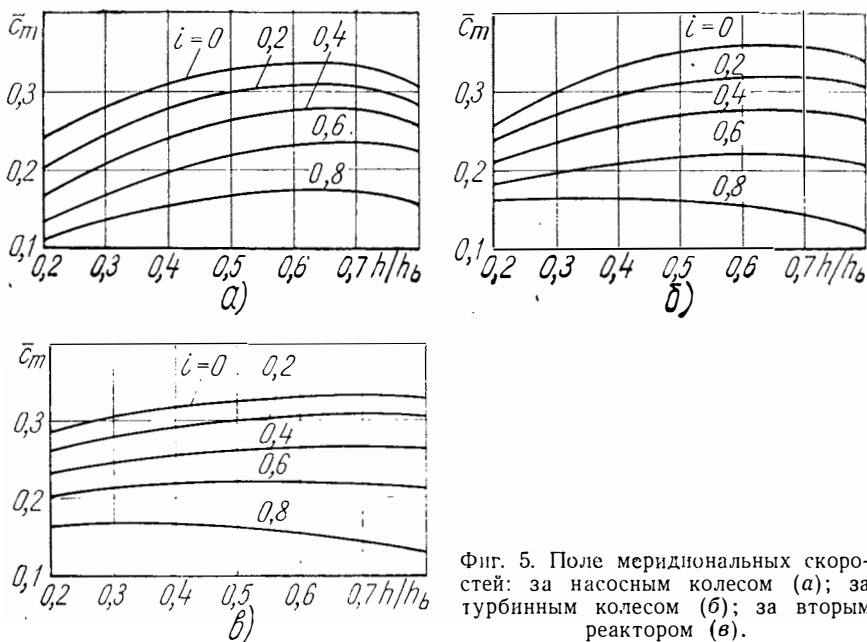 c̄m i=0 0,2 0,4
0,3
0,6
0,2
0,8
0,1
0,2 0,3 0,4 0,5 0,6 0,7 h/hb
а)
c̄m i=0
0,2
0,3 0,4
0,6
0,2
0,8
0,1
0,2 0,3 0,4 0,5 0,6 0,7 h/hb
б)
c̄m i=0 0,2
0,3
0,4
0,6
0,2
0,8
0,1
0,2 0,3 0,4 0,5 0,6 0,7 h/hb
в)
Фиг. 5. Поле меридиональных скоро-
стей: за насосным колесом (а); за
турбинным колесом (б); за вторым
реактором (в).